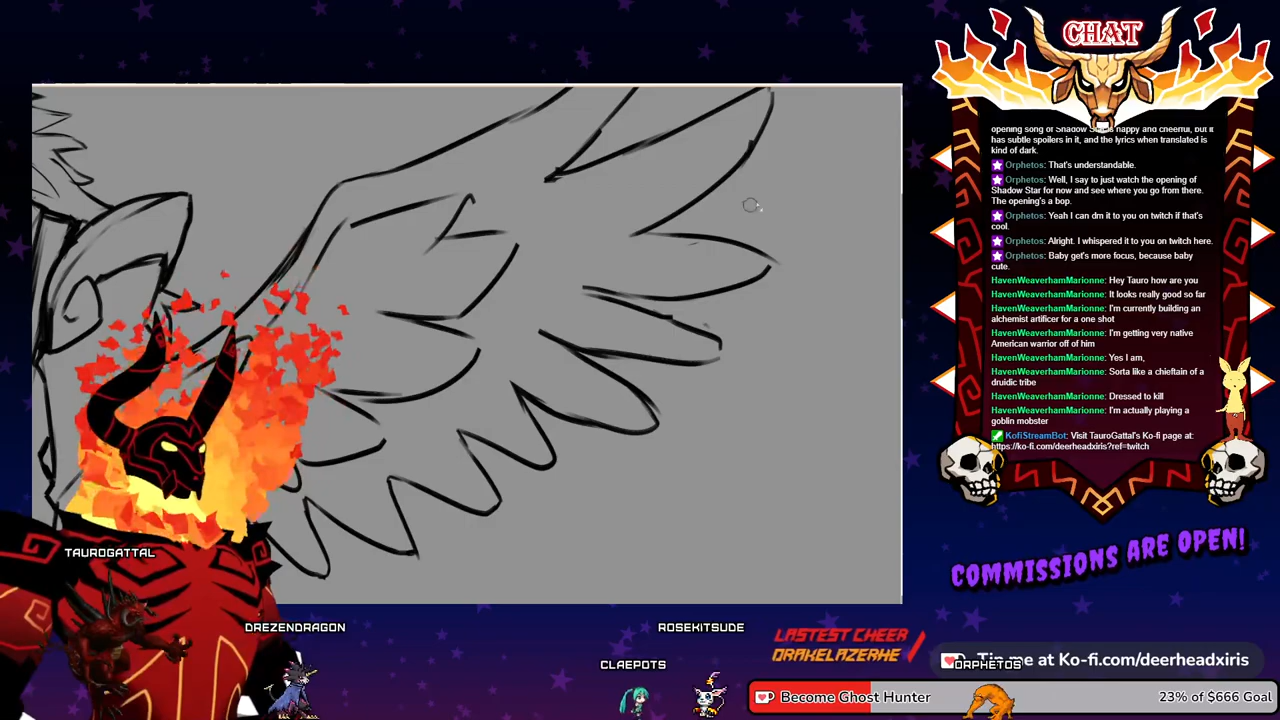 CHAT
opening song of Shadow Star is happy and cheerful, but it
has subtle spoilers in it, and the lyrics when translated is
kind of dark.
Orphetos: That's understandable.
Orphetos: Well, I say to just watch the opening of
Shadow Star for now and see where you go from there.
The opening's a bop.
Orphetos: Yeah I can dm it to you on twitch if that's
cool.
Orphetos: Alright. I whispered it to you on twitch here.
Orphetos: Baby get's more focus, because baby
cute.
HavenWeaverhamMarionne: Hey Tauro how are you
HavenWeaverhamMarionne: It looks really good so far
HavenWeaverhamMarionne: I'm currently building an
alchemist artificer for a one shot
HavenWeaverhamMarionne: I'm getting very native
American warrior off of him
HavenWeaverhamMarionne: Yes I am,
HavenWeaverhamMarionne: Sorta like a chieftain of a
druidic tribe
HavenWeaverhamMarionne: Dressed to kill
HavenWeaverhamMarionne: I'm actually playing a
goblin mobster
KofiStreamBot: Visit TauroGattal's Ko-fi page at:
https://ko-fi.com/deerheadxiris?ref=twitch
COMMISSIONS ARE OPEN!
TAUROGATTAL
DREZENDRAGON
ROSEKITSUDE
CLAEPOTS
LASTEST CHEER
DRAKELAZERHE
ORPHETOS
Tip me at Ko-fi.com/deerheadxiris
Become Ghost Hunter
23% of $666 Goal